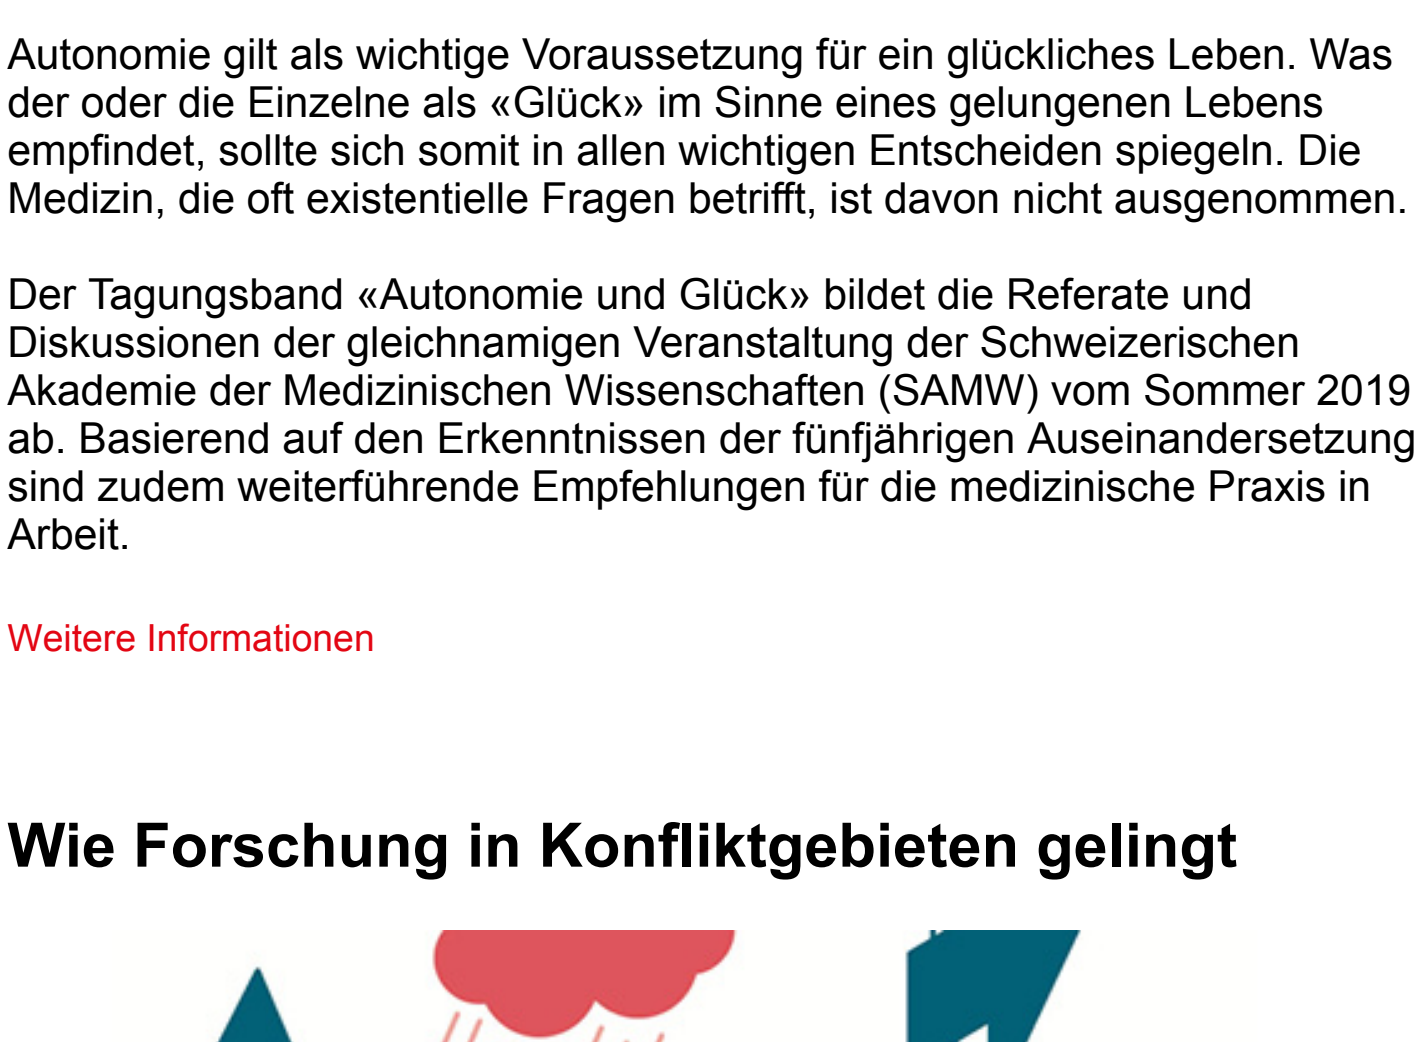 Autonomie gilt als wichtige Voraussetzung für ein glückliches Leben. Was
der oder die Einzelne als «Glück» im Sinne eines gelungenen Lebens
empfindet, sollte sich somit in allen wichtigen Entscheiden spiegeln. Die
Medizin, die oft existentielle Fragen betrifft, ist davon nicht ausgenommen.
Der Tagungsband «Autonomie und Glück» bildet die Referate und
Diskussionen der gleichnamigen Veranstaltung der Schweizerischen
Akademie der Medizinischen Wissenschaften (SAMW) vom Sommer 2019
ab. Basierend auf den Erkenntnissen der fünfjährigen Auseinandersetzung
sind zudem weiterführende Empfehlungen für die medizinische Praxis in
Arbeit.
Weitere Informationen
Wie Forschung in Konfliktgebieten gelingt